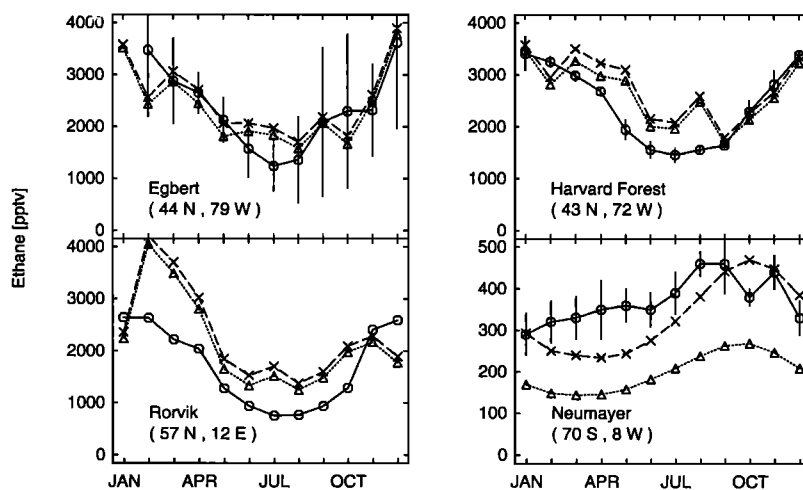 Ethane [pptv]
4000
3000
2000
1000
0
Egbert
( 44 N , 79 W )
4000
3000
2000
1000
0
Harvard Forest
( 43 N , 72 W )
4000
3000
2000
1000
0
Rorvik
( 57 N , 12 E )
JAN APR JUL OCT
500
400
300
200
100
0
Neumayer
( 70 S , 8 W )
JAN APR JUL OCT